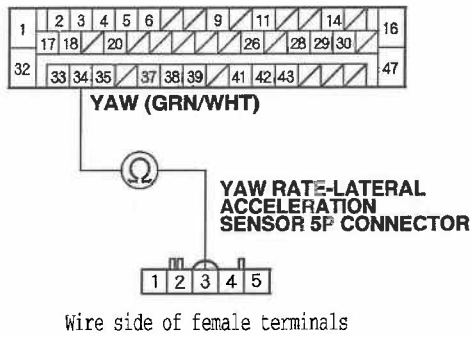 1 2 3 4 5 6 9 11 14 16
17 18 20 26 28 29 30
32 33 34 35 37 38 39 41 42 43 47
YAW (GRN/WHT)
Ω
YAW RATE-LATERAL
ACCELERATION
SENSOR 5P CONNECTOR
1 2 3 4 5
Wire side of female terminals